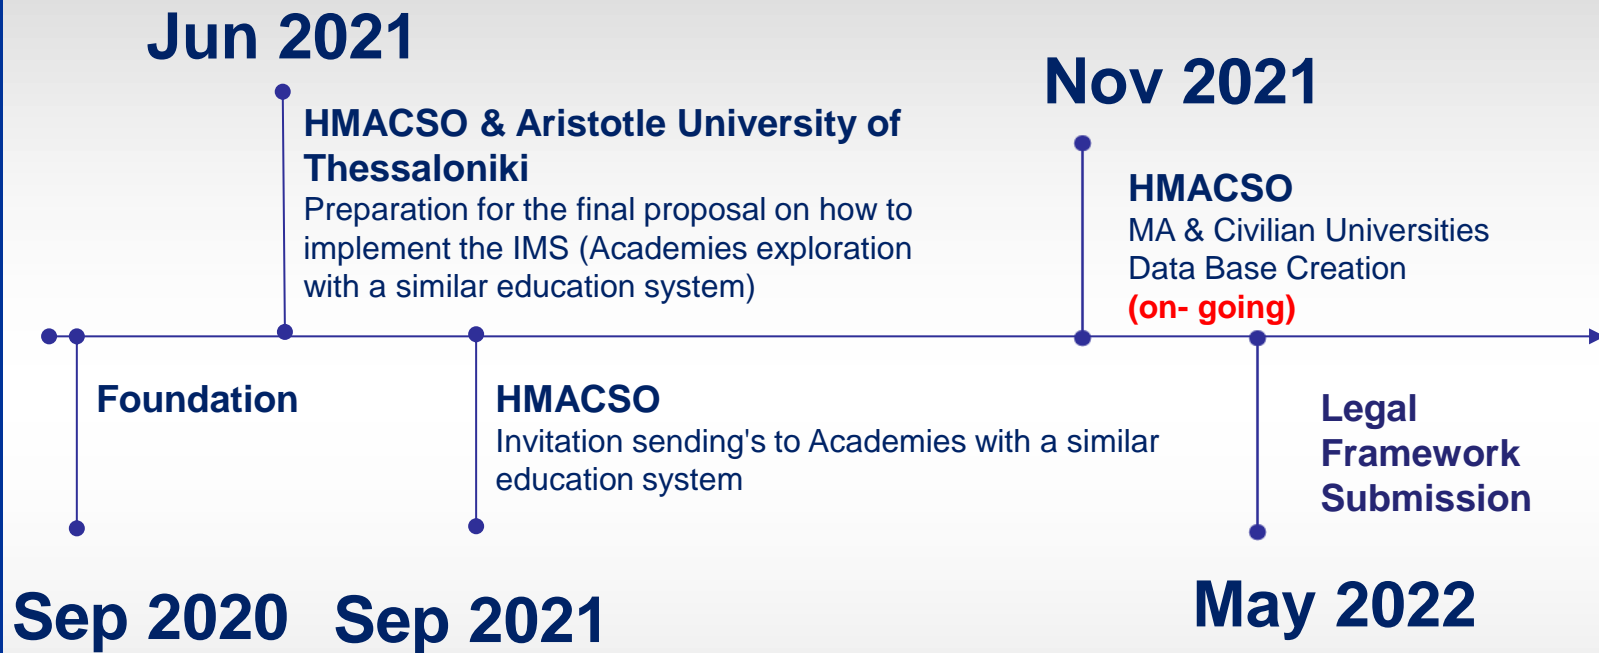 Jun 2021
HMACSO & Aristotle University of
Thessaloniki
Preparation for the final proposal on how to
implement the IMS (Academies exploration
with a similar education system)
Nov 2021
HMACSO
MA & Civilian Universities
Data Base Creation
(on- going)
Foundation
Sep 2020
HMACSO
Invitation sending's to Academies with a similar
education system
Sep 2021
Legal
Framework
Submission
May 2022